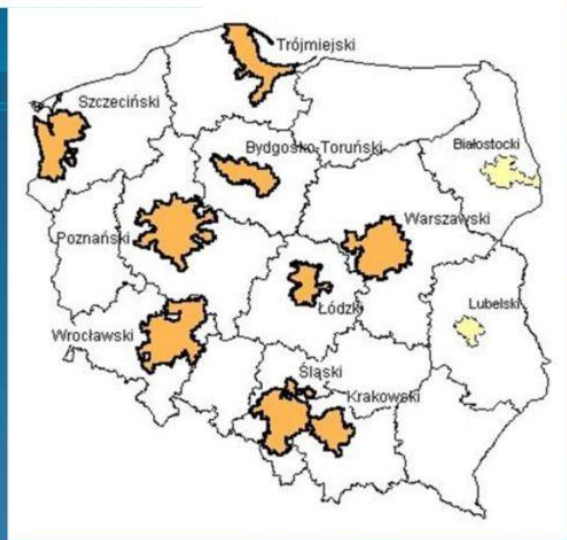 Trójmiejski
Szczeciński
Bydgosko-Toruński
Białostocki
Poznański
Warszawski
Łódzki
Lubelski
Wrocławski
Śląski
Krakowski